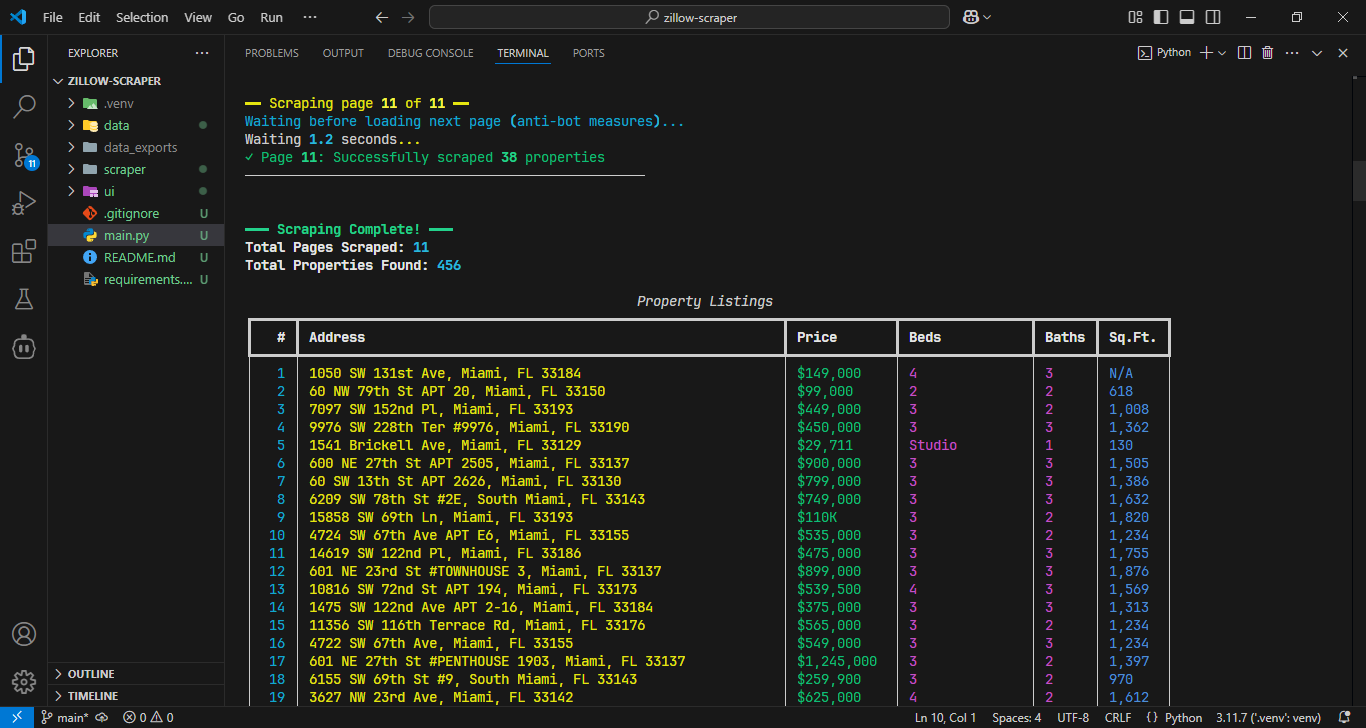 File Edit Selection View Go Run ··· zillow-scraper
EXPLORER ···
ZILLOW-SCRAPER
.venv
data
data_exports
scraper
ui
.gitignore U
main.py U
README.md U
requirements.... U
OUTLINE
TIMELINE
11
PROBLEMS OUTPUT DEBUG CONSOLE TERMINAL PORTS Python ···
Scraping page 11 of 11
Waiting before loading next page (anti-bot measures)...
Waiting 1.2 seconds...
✓ Page 11: Successfully scraped 38 properties
Scraping Complete!
Total Pages Scraped: 11
Total Properties Found: 456
Property Listings
# Address Price Beds Baths Sq.Ft.
1 1050 SW 131st Ave, Miami, FL 33184 $149,000 4 3 N/A
2 60 NW 79th St APT 20, Miami, FL 33150 $99,000 2 2 618
3 7097 SW 152nd Pl, Miami, FL 33193 $449,000 3 2 1,008
4 9976 SW 228th Ter #9976, Miami, FL 33190 $450,000 3 3 1,362
5 1541 Brickell Ave, Miami, FL 33129 $29,711 Studio 1 130
6 600 NE 27th St APT 2505, Miami, FL 33137 $900,000 3 3 1,505
7 60 SW 13th St APT 2626, Miami, FL 33130 $799,000 3 3 1,386
8 6209 SW 78th St #2E, South Miami, FL 33143 $749,000 3 3 1,632
9 15858 SW 69th Ln, Miami, FL 33193 $110K 3 2 1,820
10 4724 SW 67th Ave APT E6, Miami, FL 33155 $535,000 3 2 1,234
11 14619 SW 122nd Pl, Miami, FL 33186 $475,000 3 3 1,755
12 601 NE 23rd St #TOWNHOUSE 3, Miami, FL 33137 $899,000 3 3 1,876
13 10816 SW 72nd St APT 194, Miami, FL 33173 $539,500 4 3 1,569
14 1475 SW 122nd Ave APT 2-16, Miami, FL 33184 $375,000 3 3 1,313
15 11356 SW 116th Terrace Rd, Miami, FL 33176 $565,000 3 2 1,234
16 4722 SW 67th Ave, Miami, FL 33155 $549,000 3 3 1,234
17 601 NE 27th St #PENTHOUSE 1903, Miami, FL 33137 $1,245,000 3 2 1,397
18 6155 SW 69th St #9, South Miami, FL 33143 $259,900 3 2 970
19 3627 NW 23rd Ave, Miami, FL 33142 $625,000 4 2 1,612
main* 0 0 Ln 10, Col 1 Spaces: 4 UTF-8 CRLF {} Python 3.11.7 ('.venv': venv)